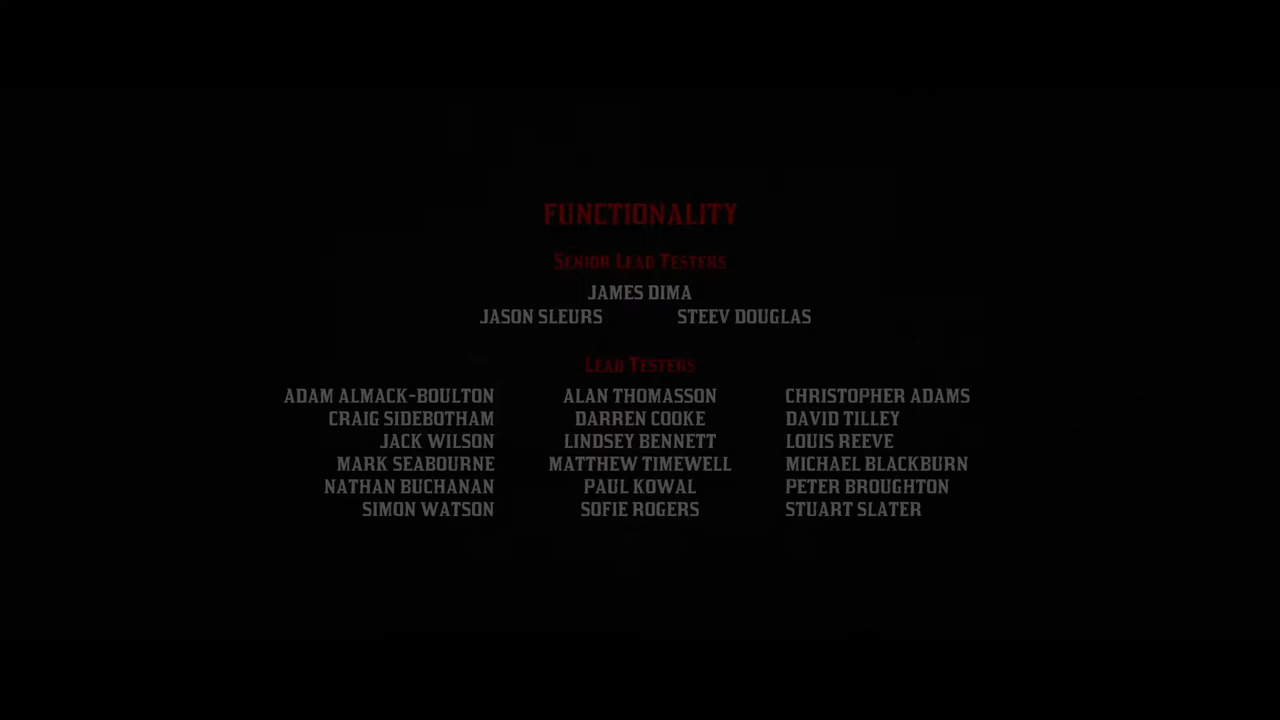 FUNCTIONALITY
SENIOR LEAD TESTERS
JAMES DIMA
JASON SLEURS STEEV DOUGLAS
LEAD TESTERS
ADAM ALMACK-BOULTON ALAN THOMASSON CHRISTOPHER ADAMS
CRAIG SIDEBOTHAM DARREN COOKE DAVID TILLEY
JACK WILSON LINDSEY BENNETT LOUIS REEVE
MARK SEABOURNE MATTHEW TIMEWELL MICHAEL BLACKBURN
NATHAN BUCHANAN PAUL KOWAL PETER BROUGHTON
SIMON WATSON SOFIE ROGERS STUART SLATER